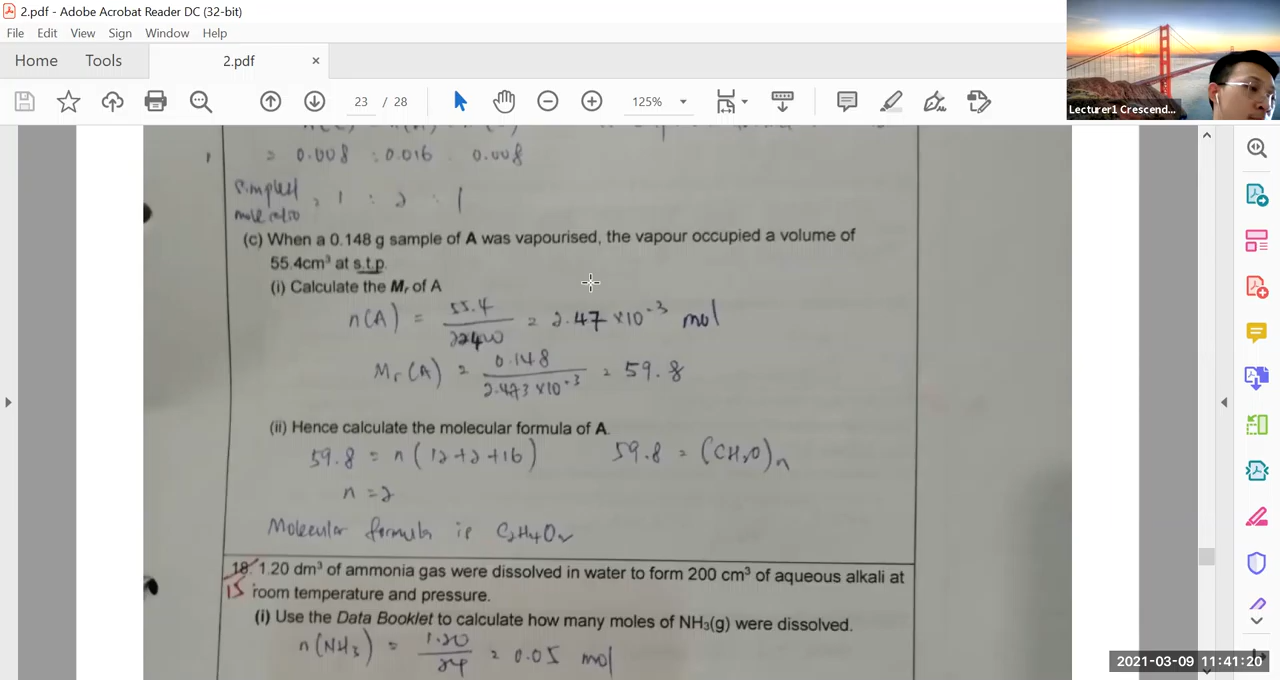 2.pdf - Adobe Acrobat Reader DC (32-bit)
File Edit View Sign Window Help
Home Tools 2.pdf ×
23 / 28 125%
Lecturer1 Crescend...
= 0.008 : 0.016 0.008
simplest
mole ratio = 1 : 2 : 1
(c) When a 0.148 g sample of A was vapourised, the vapour occupied a volume of
55.4cm³ at s.t.p.
(i) Calculate the Mr of A
n(A) = 55.4 / 22400 = 2.47 ×10⁻³ mol
Mr(A) = 0.148 / 2.473×10⁻³ = 59.8
(ii) Hence calculate the molecular formula of A.
59.8 = n(12+2+16) 59.8 = (CH₂O)n
n = 2
Molecular formula is C₂H₄O₂
18. 1.20 dm³ of ammonia gas were dissolved in water to form 200 cm³ of aqueous alkali at
15 room temperature and pressure.
(i) Use the Data Booklet to calculate how many moles of NH₃(g) were dissolved.
n(NH₃) = 1.20 / 24 = 0.05 mol
2021-03-09 11:41:20